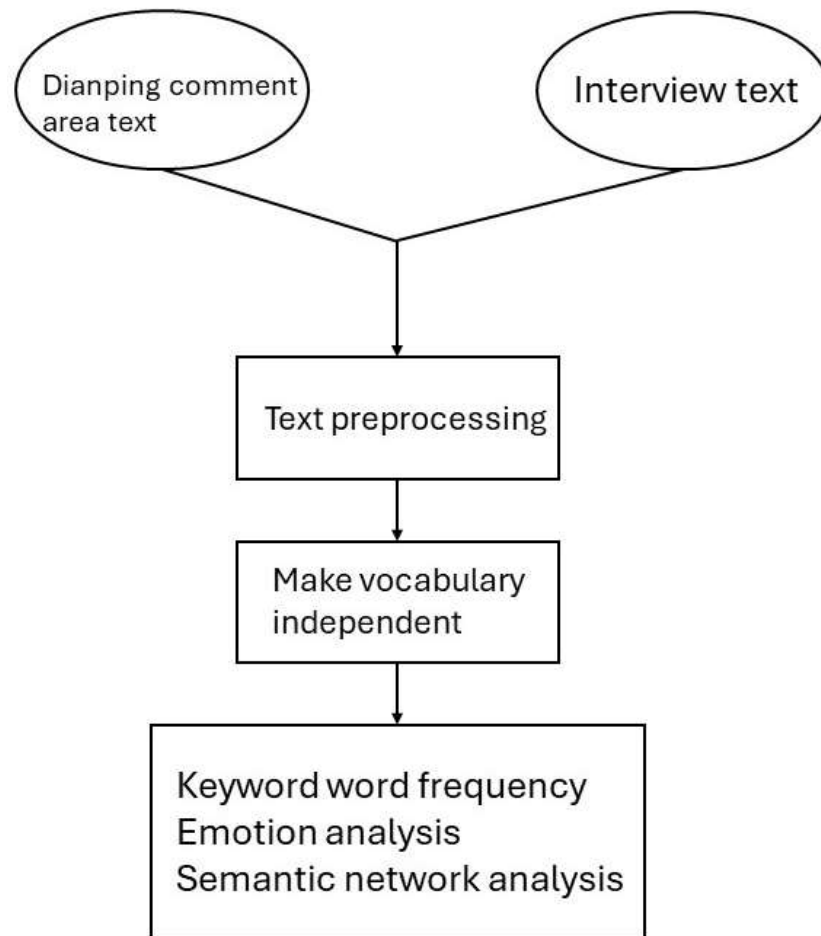 Dianping comment
area text
Interview text
Text preprocessing
Make vocabulary
independent
Keyword word frequency
Emotion analysis
Semantic network analysis